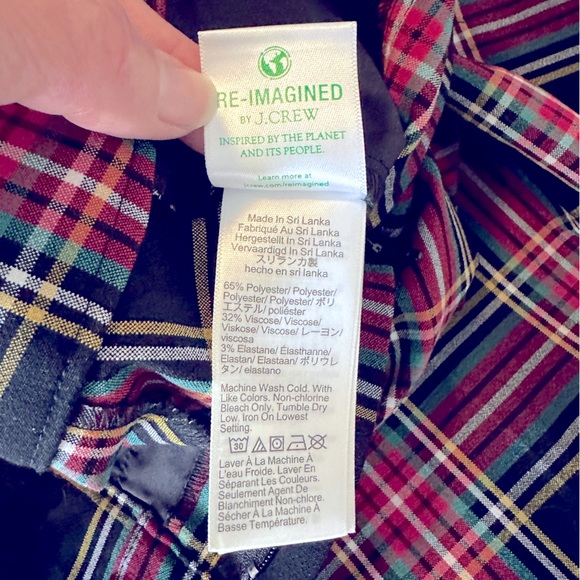 RE-IMAGINED
BY J.CREW
INSPIRED BY THE PLANET
AND ITS PEOPLE.
Learn more at
jcrew.com/reimagined
Made In Sri Lanka
Fabriqué Au Sri Lanka
Hergestellt In Sri Lanka
Vervaardigd In Sri Lanka
スリランカ製
hecho en sri lanka
65% Polyester/ Polyester/
Polyester/ Polyester/ ポリ
エステル/ poliéster
32% Viscose/ Viscose/
Viskose/ Viscose/ レーヨン/
viscosa
3% Elastane/ Élasthanne/
Elastan/ Elastaan/ ポリウレ
タン/ elastano
Machine Wash Cold. With
Like Colors. Non-chlorine
Bleach Only. Tumble Dry
Low. Iron On Lowest
Setting.
30
Laver À La Machine À
L'eau Froide. Laver En
Séparant Les Couleurs.
Seulement Agent De
Blanchiment Non-chlore.
Sécher À La Machine À
Basse Température.